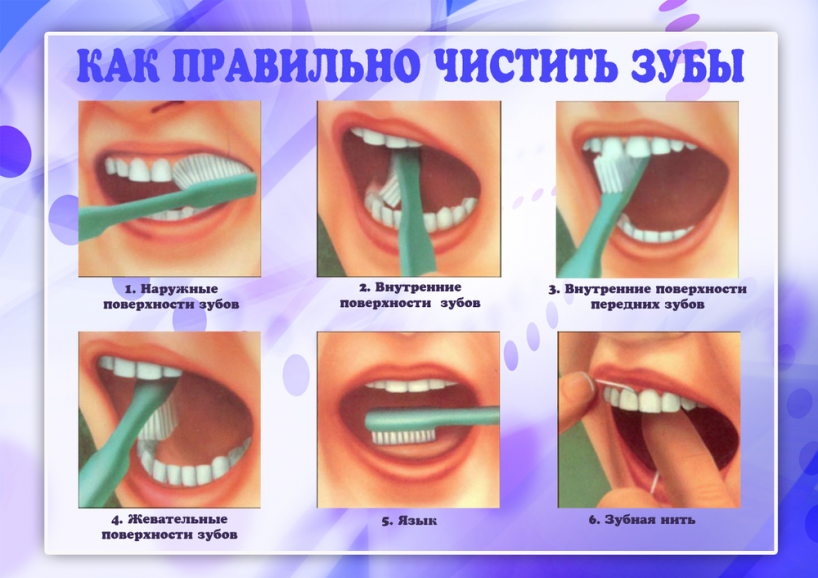 КАК ПРАВИЛЬНО ЧИСТИТЬ ЗУБЫ
1. Наружные
поверхности зубов
2. Внутренние
поверхности зубов
3. Внутренние поверхности
передних зубов
4. Жевательные
поверхности зубов
5. Язык
6. Зубная нить